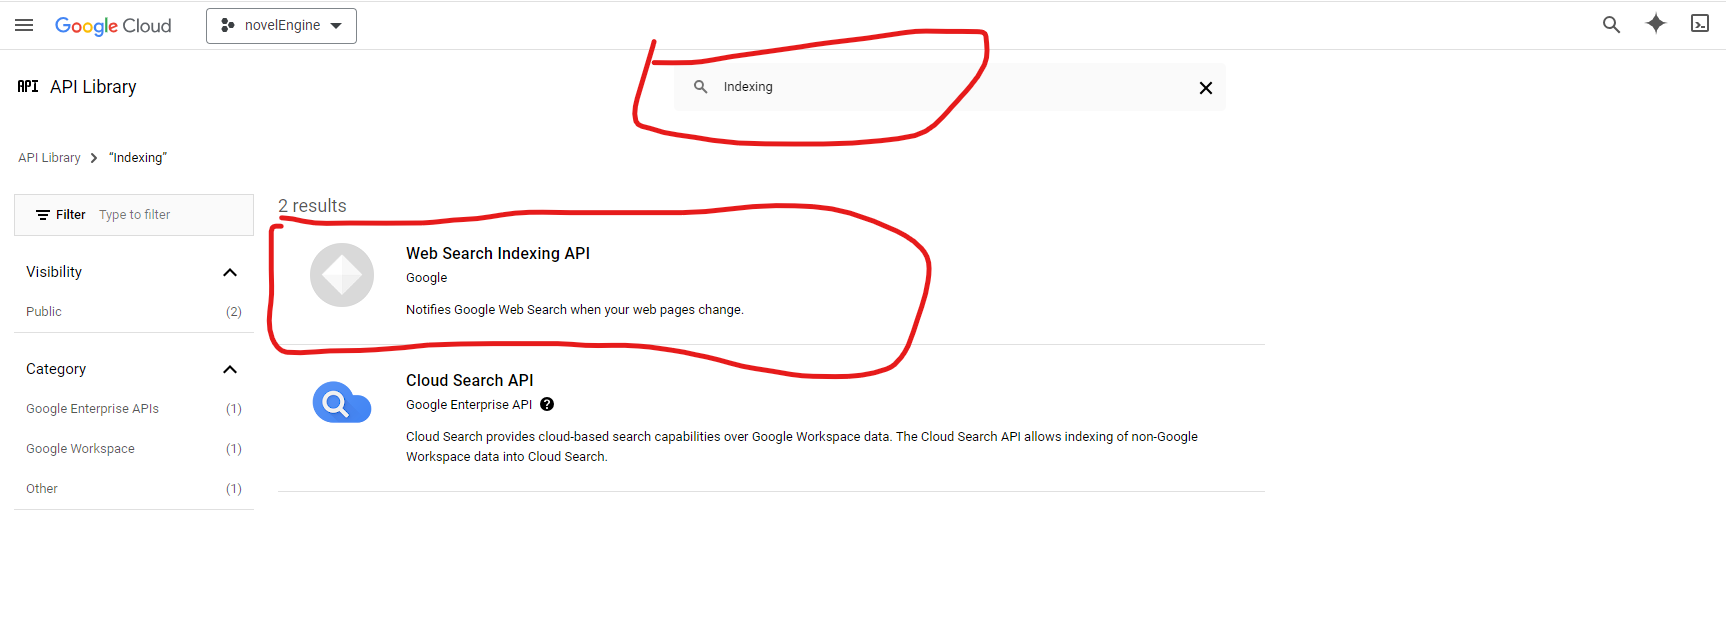 Google Cloud
novelEngine
API API Library
Indexing
API Library
“Indexing”
Filter Type to filter
2 results
Web Search Indexing API
Google
Notifies Google Web Search when your web pages change.
Visibility
Public (2)
Category
Google Enterprise APIs (1)
Google Workspace (1)
Other (1)
Cloud Search API
Google Enterprise API
Cloud Search provides cloud-based search capabilities over Google Workspace data. The Cloud Search API allows indexing of non-Google
Workspace data into Cloud Search.